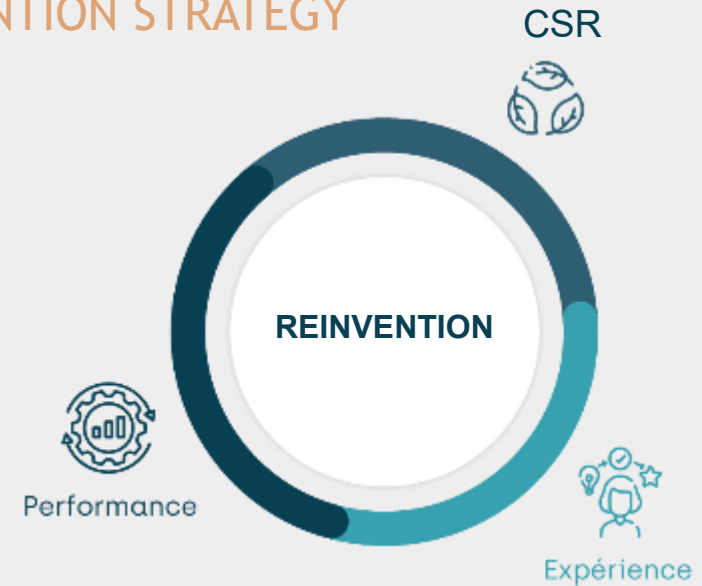 NTION STRATEGY
CSR
REINVENTION
Performance
Expérience